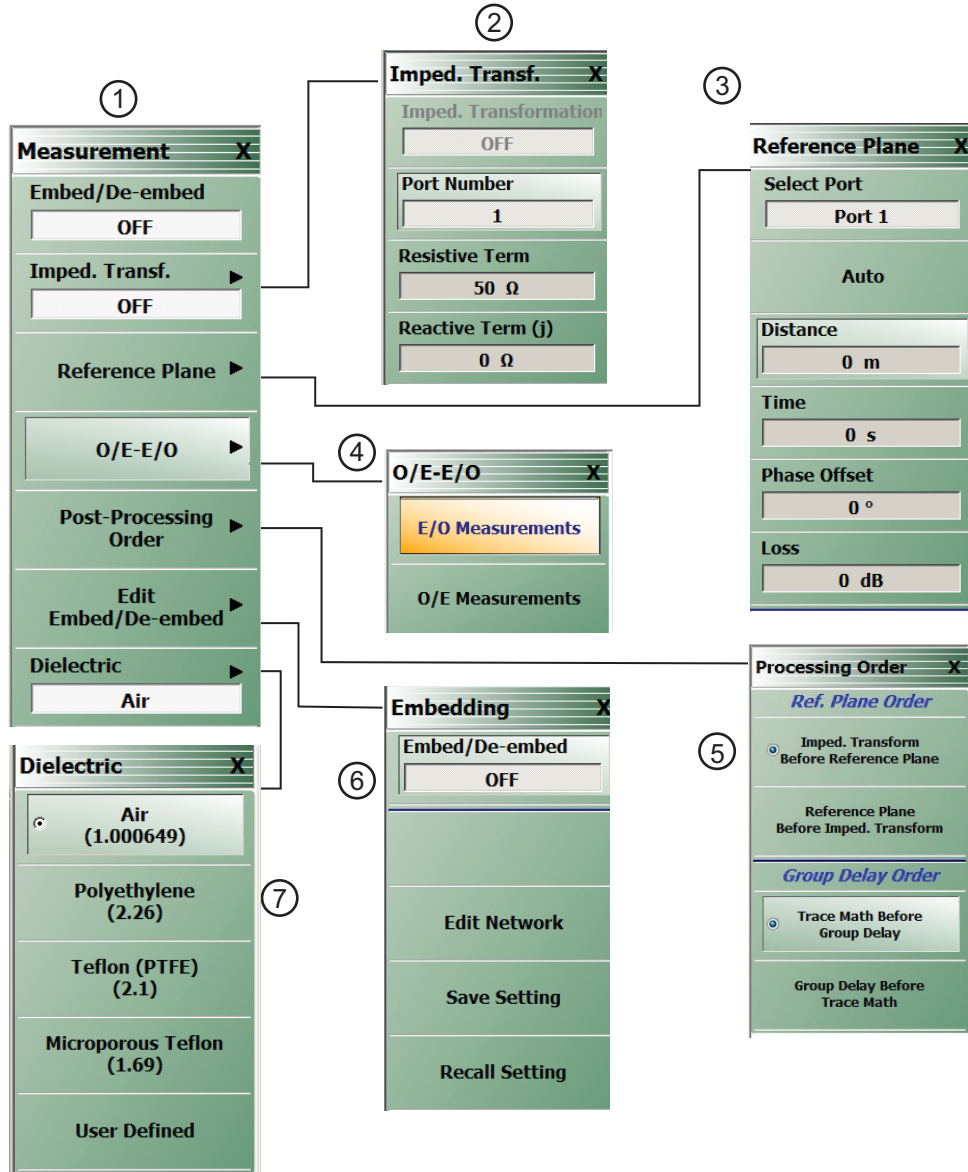 ①
Measurement X
Embed/De-embed
OFF
Imped. Transf.
OFF
Reference Plane
O/E-E/O
Post-Processing
Order
Edit
Embed/De-embed
Dielectric
Air
②
Imped. Transf. X
Imped. Transformation
OFF
Port Number
1
Resistive Term
50 Ω
Reactive Term (j)
0 Ω
③
Reference Plane X
Select Port
Port 1
Auto
Distance
0 m
Time
0 s
Phase Offset
0 º
Loss
0 dB
④
O/E-E/O X
E/O Measurements
O/E Measurements
⑤
Processing Order X
Ref. Plane Order
Imped. Transform
Before Reference Plane
Reference Plane
Before Imped. Transform
Group Delay Order
Trace Math Before
Group Delay
Group Delay Before
Trace Math
⑥
Embedding X
Embed/De-embed
OFF
Edit Network
Save Setting
Recall Setting
⑦
Dielectric X
Air
(1.000649)
Polyethylene
(2.26)
Teflon (PTFE)
(2.1)
Microporous Teflon
(1.69)
User Defined